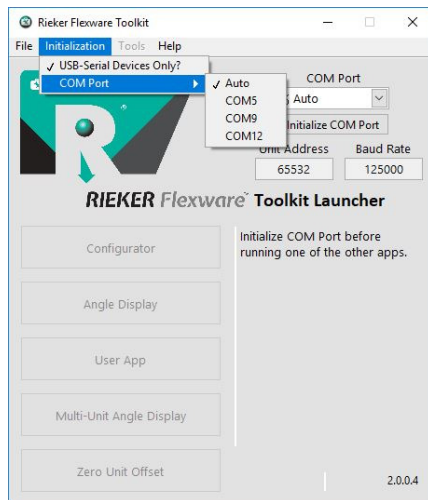 Rieker Flexware Toolkit
File Initialization Tools Help
✓ USB-Serial Devices Only?
COM Port
✓ Auto
COM5
COM9
COM12
COM Port
Auto
Initialize COM Port
Unit Address Baud Rate
65532 125000
RIEKER Flexware™ Toolkit Launcher
Configurator
Angle Display
User App
Multi-Unit Angle Display
Zero Unit Offset
Initialize COM Port before
running one of the other apps.
2.0.0.4